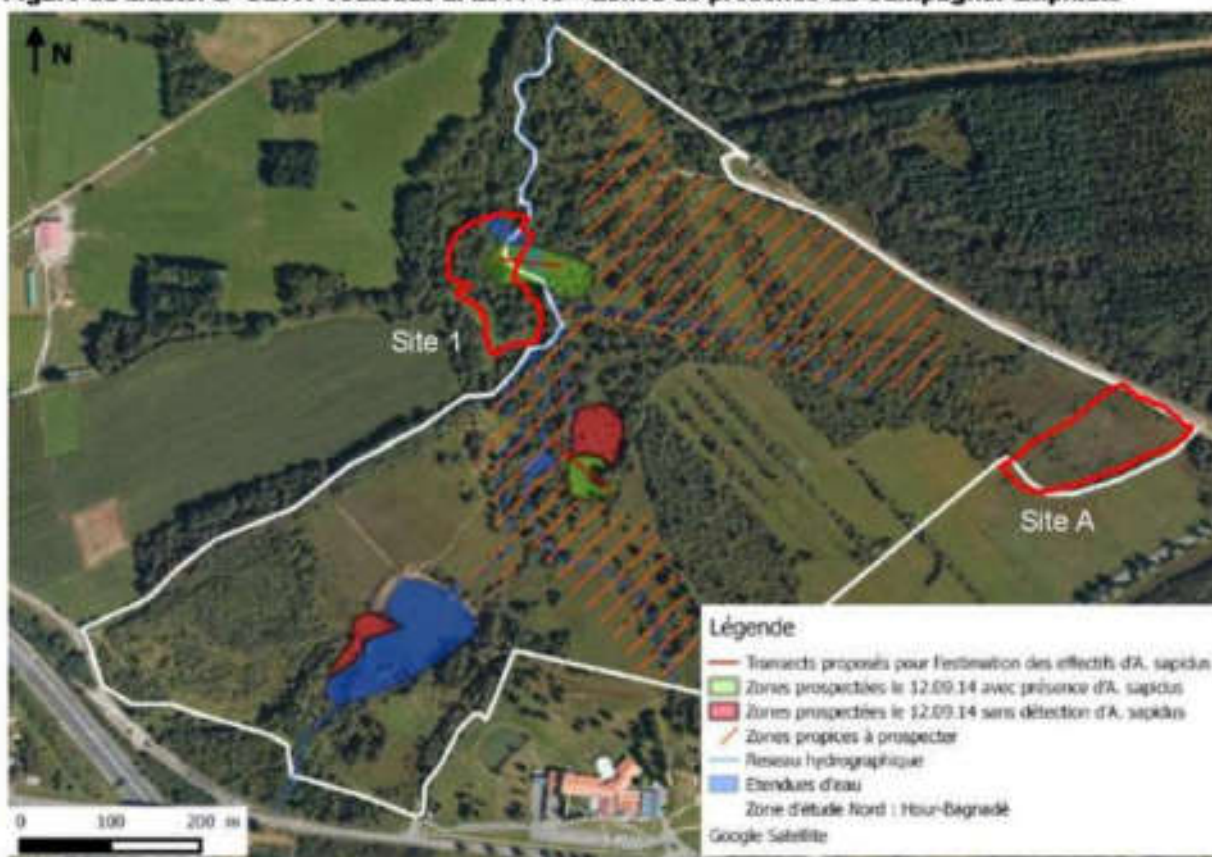 N
Site 1
Site A
Légende
Transects proposés pour l'estimation des effectifs d'A. sapidus
Zones prospectées le 12.09.14 avec présence d'A. sapidus
Zones prospectées le 12.09.14 sans détection d'A. sapidus
Zones propices à prospecter
Reseau hydrographique
Etendues d'eau
Zone d'étude Nord : Hour-Bagnadé
Google Satellite
0 100 200 m